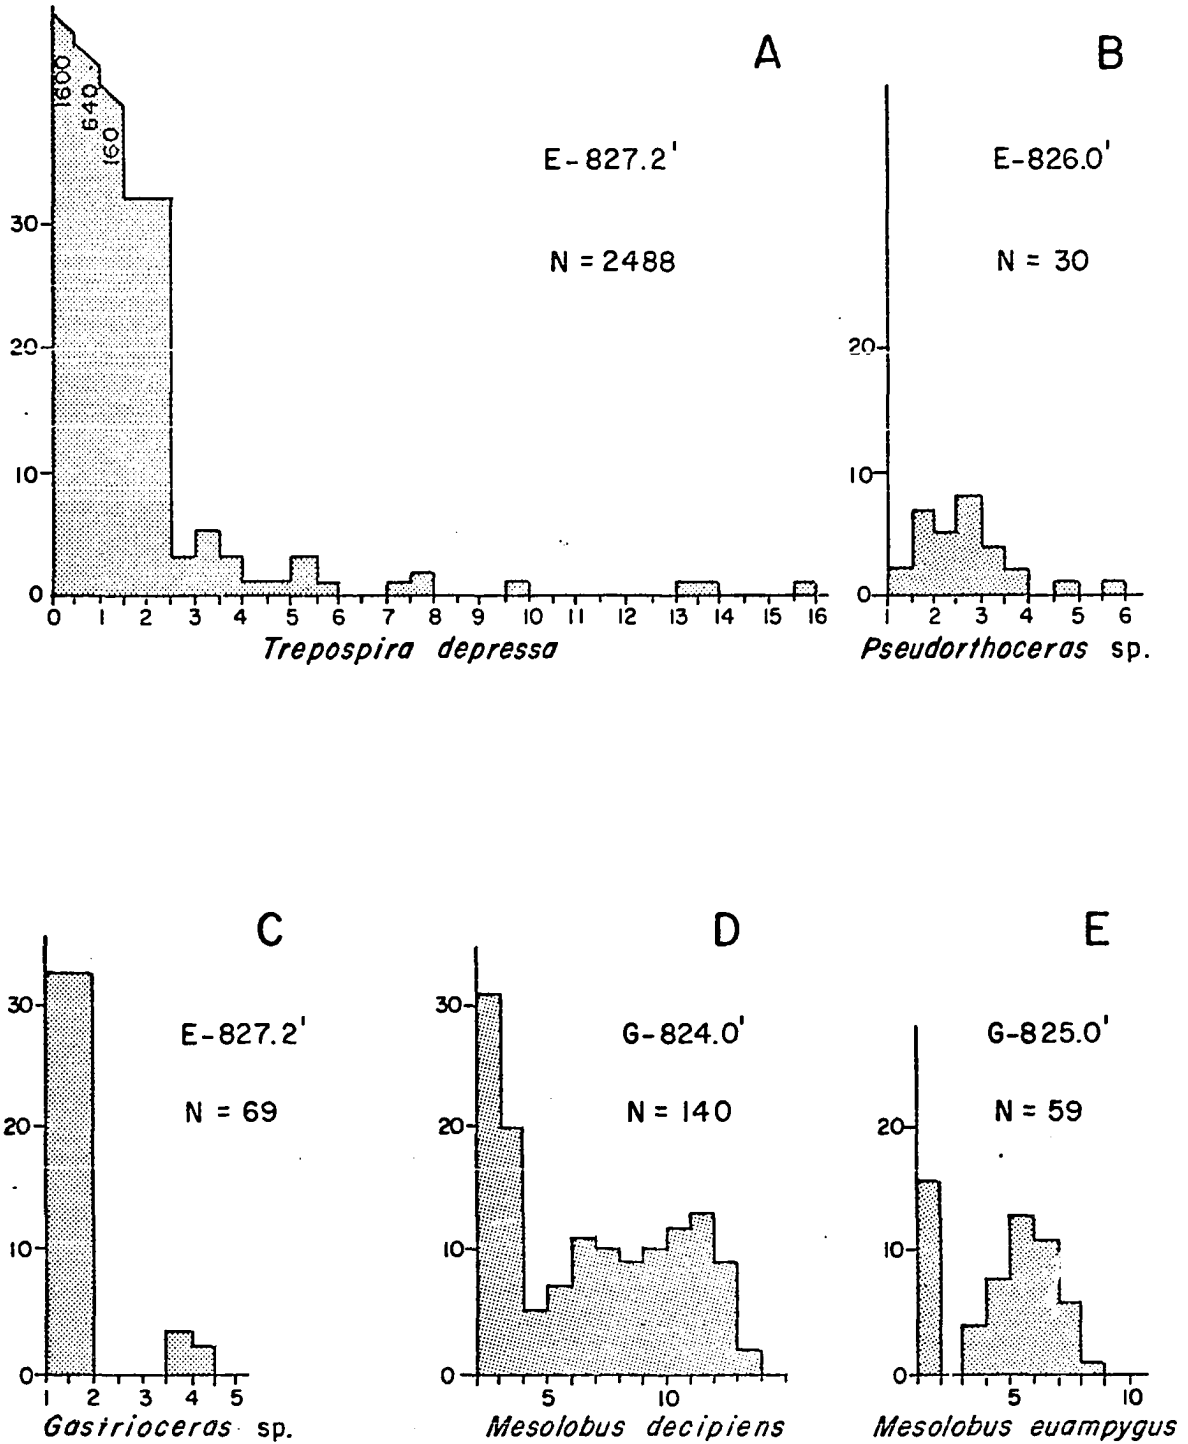 A
E-827.2'
N = 2488
1600
640
160
30
20
10
0
0 1 2 3 4 5 6 7 8 9 10 11 12 13 14 15 16
Trepospira depressa
B
E-826.0'
N = 30
20
10
0
1 2 3 4 5 6
Pseudorthoceras sp.
C
E-827.2'
N = 69
30
20
10
0
1 2 3 5
Gastrioceras sp.
D
G-824.0'
N = 140
30
20
10
0
5 10
Mesolobus decipiens
E
G-825.0'
N = 59
20
10
0
5 10
Mesolobus euampygus